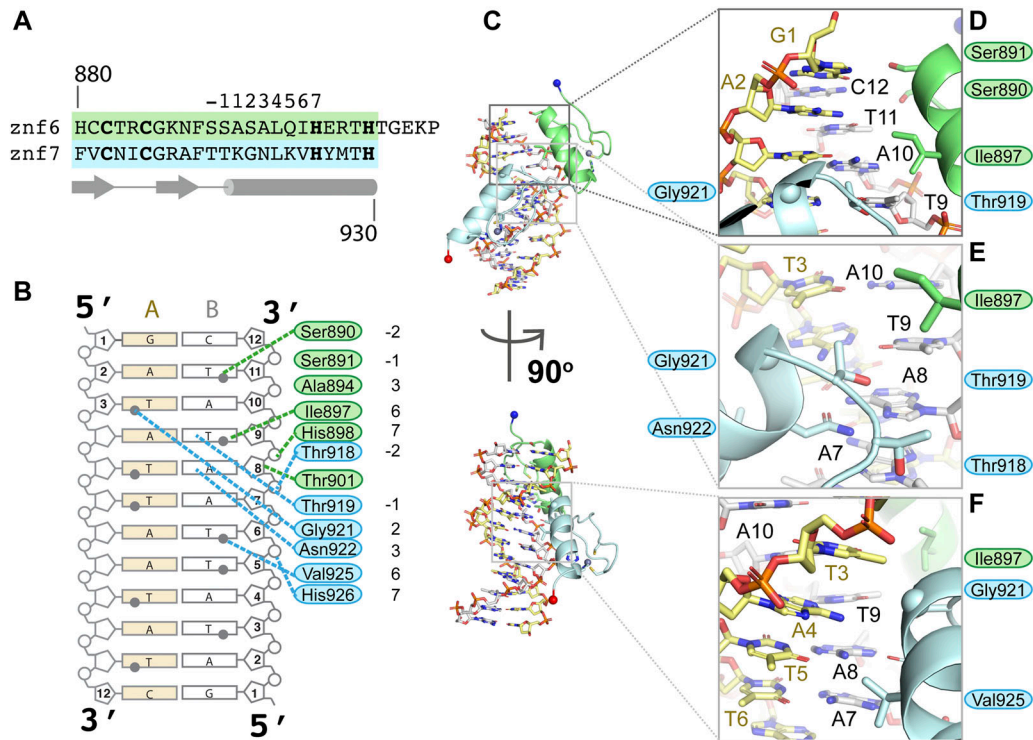 A
880
−11234567
znf6 HCCTRCGKNFSSASALQIHERTHTGEKP
znf7 FVCNICGRAFTTKGNLKVHYMTH
930
B
5′ A B 3′
1 G C 12
Ser890 -2
2 A T 11
Ser891 -1
Ala894 3
3 T A 10
Ile897 6
A T 9
His898 7
Thr918 -2
T A 8
Thr901
T A 7
Thr919 -1
Gly921 2
A T 6
Asn922 3
T A 5
Val925 6
T A 4
His926 7
A T 3
T A 2
12 C G 1
3′ 5′
C
90º
D
G1
A2
C12
T11
A10
T9
Ser891
Ser890
Ile897
Gly921
Thr919
E
T3
A10
T9
A8
A7
Ile897
Gly921
Thr919
Asn922
Thr918
F
A10
T3
T9
A4
A8
T5
A7
T6
Ile897
Gly921
Val925